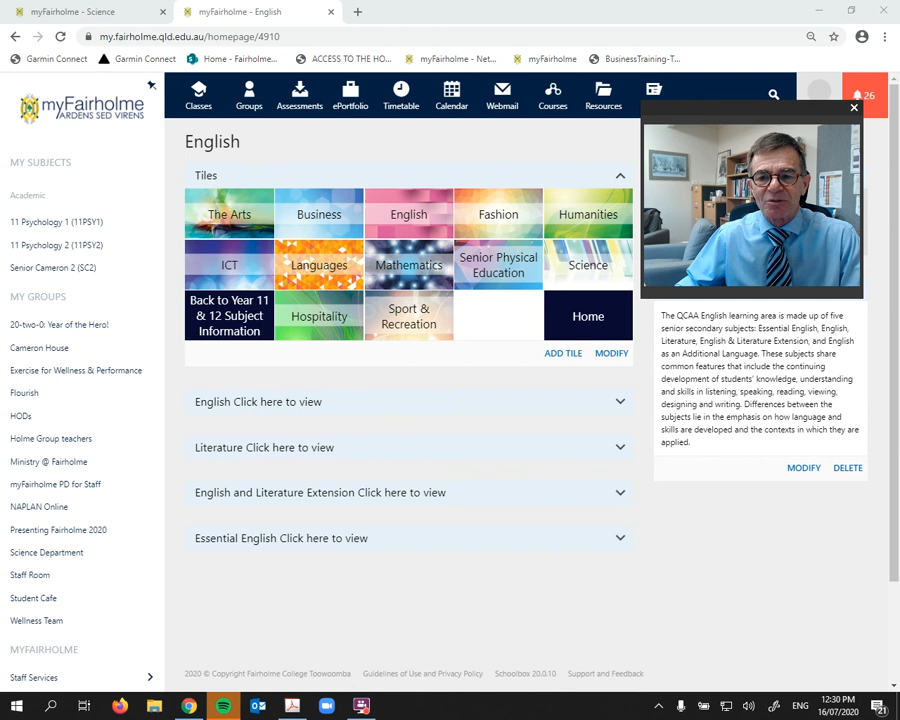 myFairholme - Science
myFairholme - English
my.fairholme.qld.edu.au/homepage/4910
Garmin Connect
Garmin Connect
Home - Fairholme...
ACCESS TO THE HO...
myFairholme - Net...
myFairholme
BusinessTraining-T...
myFairholme
ARDENS SED VIRENS
Classes
Groups
Assessments
ePortfolio
Timetable
Calendar
Webmail
Courses
Resources
26
MY SUBJECTS
Academic
11 Psychology 1 (11PSY1)
11 Psychology 2 (11PSY2)
Senior Cameron 2 (SC2)
MY GROUPS
20-two-0: Year of the Hero!
Cameron House
Exercise for Wellness & Performance
Flourish
HODs
Holme Group teachers
Ministry @ Fairholme
myFairholme PD for Staff
NAPLAN Online
Presenting Fairholme 2020
Science Department
Staff Room
Student Cafe
Wellness Team
MYFAIRHOLME
Staff Services
English
Tiles
The Arts
Business
English
Fashion
Humanities
ICT
Languages
Mathematics
Senior Physical
Education
Science
Back to Year 11
& 12 Subject
Information
Hospitality
Sport &
Recreation
Home
ADD TILE
MODIFY
English Click here to view
Literature Click here to view
English and Literature Extension Click here to view
Essential English Click here to view
The QCAA English learning area is made up of five
senior secondary subjects: Essential English, English,
Literature, English & Literature Extension, and English
as an Additional Language. These subjects share
common features that include the continuing
development of students' knowledge, understanding
and skills in listening, speaking, reading, viewing,
designing and writing. Differences between the
subjects lie in the emphasis on how language and
skills are developed and the contexts in which they are
applied.
MODIFY
DELETE
2020 © Copyright Fairholme College Toowoomba
Guidelines of Use and Privacy Policy
Schoolbox 20.0.10
Support and Feedback
ENG
12:30 PM
16/07/2020
21